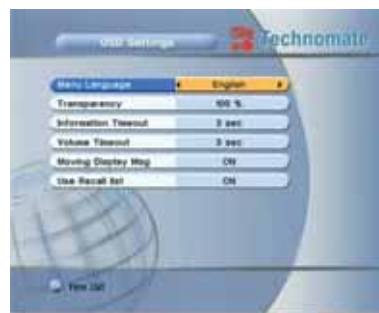 OSD Settings
Technomate
Menu Language English
Transparency 100 %
Information Timeout 3 sec
Volume Timeout 3 sec
Moving Display Msg ON
Use Recall list ON